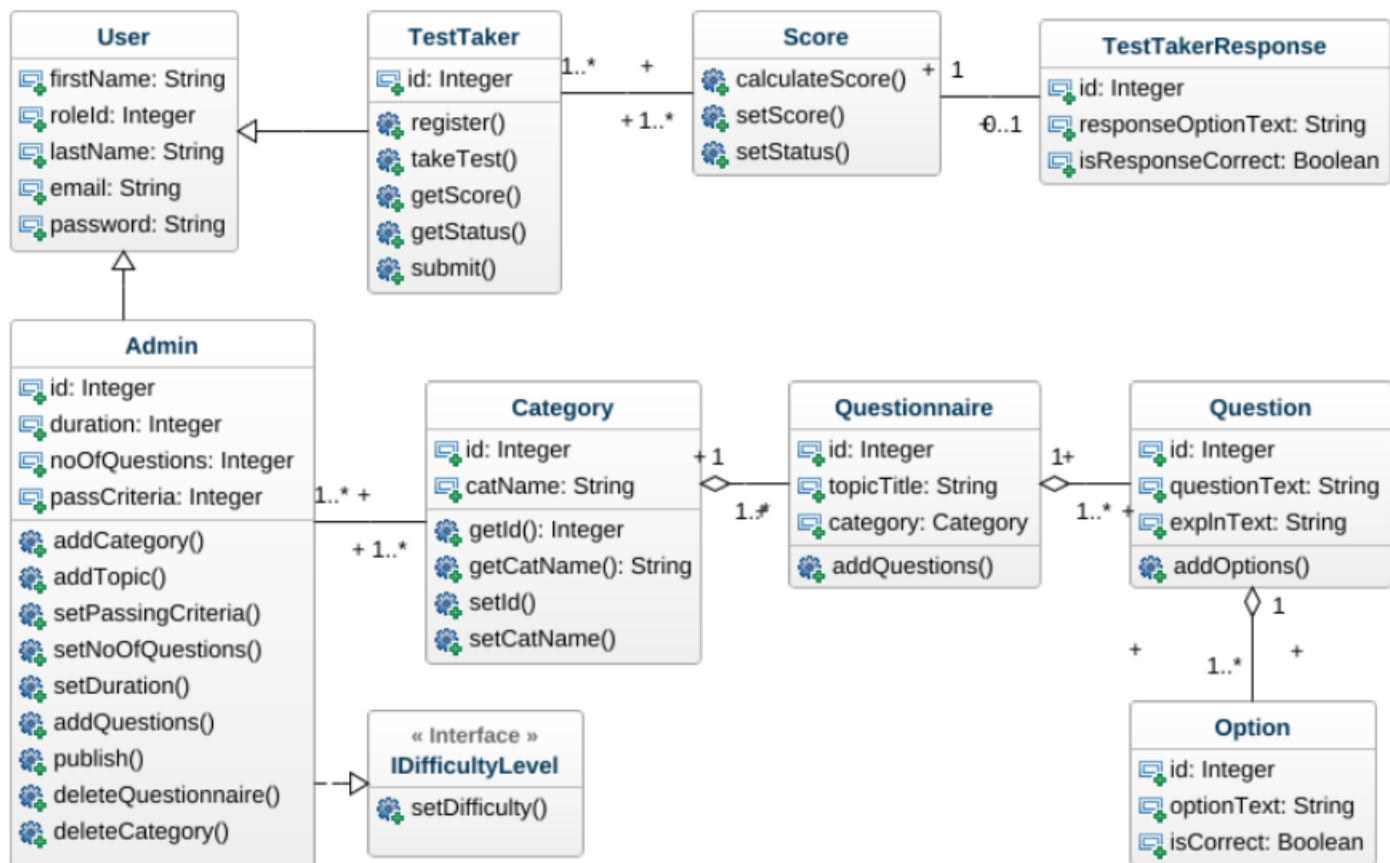 User
firstName: String
roleId: Integer
lastName: String
email: String
password: String
TestTaker
id: Integer
register()
takeTest()
getScore()
getStatus()
submit()
1..* +
+ 1..*
Score
calculateScore()
setScore()
setStatus()
+ 1
+0..1
TestTakerResponse
id: Integer
responseOptionText: String
isResponseCorrect: Boolean
Admin
id: Integer
duration: Integer
noOfQuestions: Integer
passCriteria: Integer
addCategory()
addTopic()
setPassingCriteria()
setNoOfQuestions()
setDuration()
addQuestions()
publish()
deleteQuestionnaire()
deleteCategory()
1..* +
+ 1..*
Category
id: Integer
catName: String
getId(): Integer
getCatName(): String
setId()
setCatName()
+ 1
1..*+
Questionnaire
id: Integer
topicTitle: String
category: Category
addQuestions()
1+
1..* +
Question
id: Integer
questionText: String
explnText: String
addOptions()
1
+ +
1..*
« Interface »
IDifficultyLevel
setDifficulty()
Option
id: Integer
optionText: String
isCorrect: Boolean